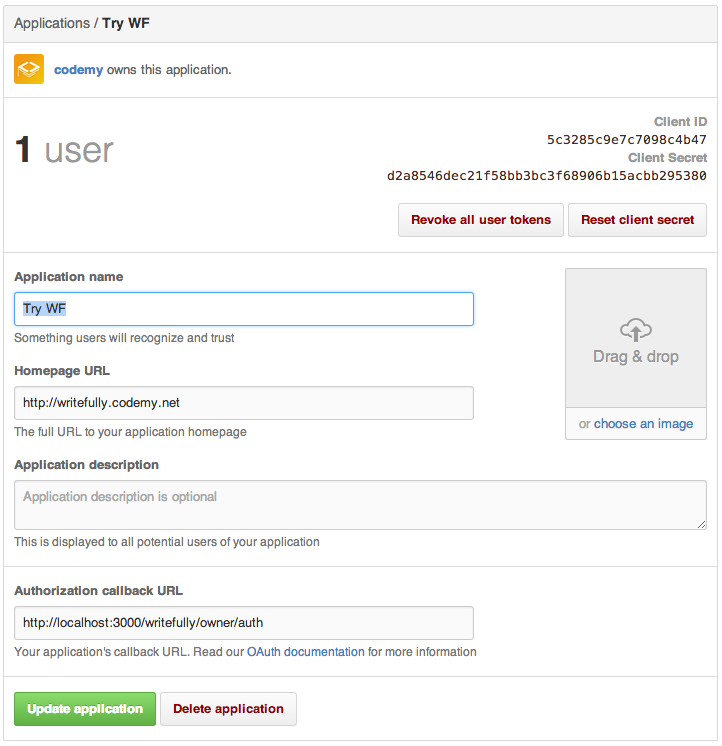 Applications / Try WF
codemy owns this application.
1 user
Client ID
5c3285c9e7c7098c4b47
Client Secret
d2a8546dec21f58bb3bc3f68906b15acbb295380
Revoke all user tokens
Reset client secret
Application name
Try WF
Something users will recognize and trust
Drag & drop
or choose an image
Homepage URL
http://writefully.codemy.net
The full URL to your application homepage
Application description
Application description is optional
This is displayed to all potential users of your application
Authorization callback URL
http://localhost:3000/writefully/owner/auth
Your application's callback URL. Read our OAuth documentation for more information
Update application
Delete application